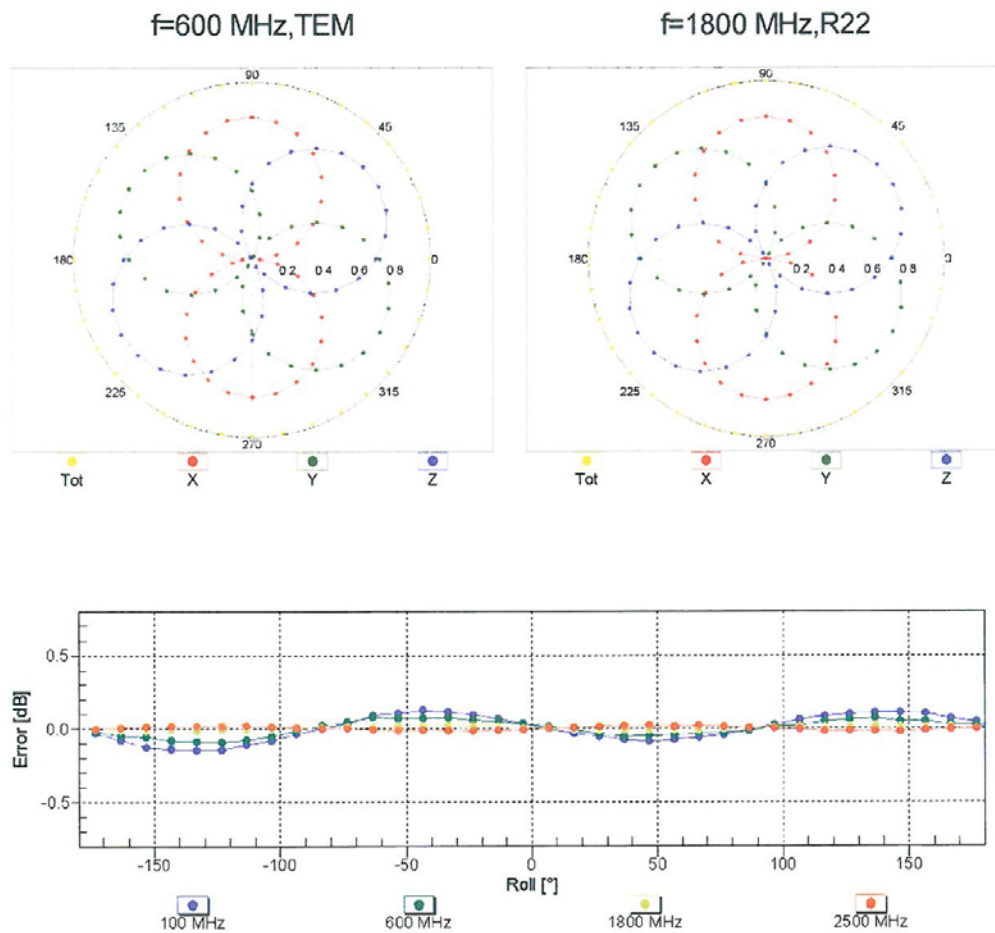 f=600 MHz,TEM
f=1800 MHz,R22
90
135
45
180
0 2
0 4
0 6
0 8
0
225
315
270
Tot
X
Y
Z
90
135
45
180
0 2
0 4
0 6
0 8
0
225
315
270
Tot
X
Y
Z
Error [dB]
0.5
0.0
-0.5
-150
-100
-50
0
50
100
150
Roll [°]
100 MHz
600 MHz
1800 MHz
2500 MHz